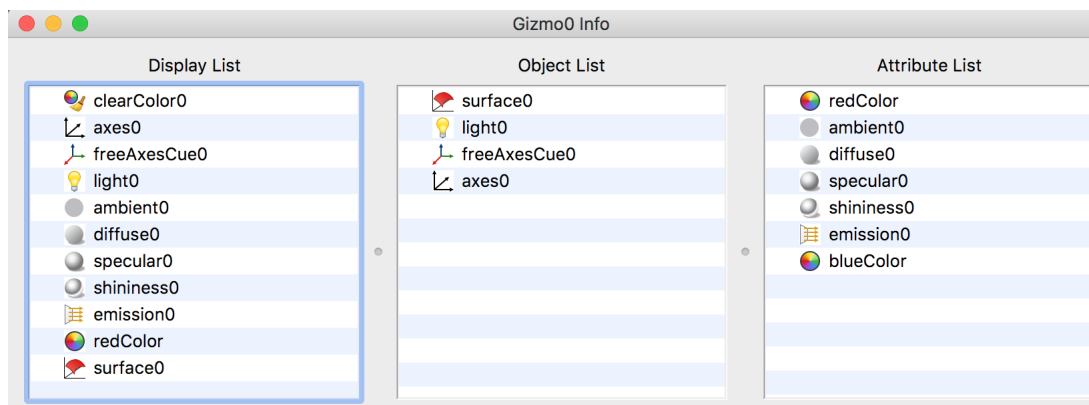 Gizmo0 Info
Display List
clearColor0
axes0
freeAxesCue0
light0
ambient0
diffuse0
specular0
shininess0
emission0
redColor
surface0
Object List
surface0
light0
freeAxesCue0
axes0
Attribute List
redColor
ambient0
diffuse0
specular0
shininess0
emission0
blueColor